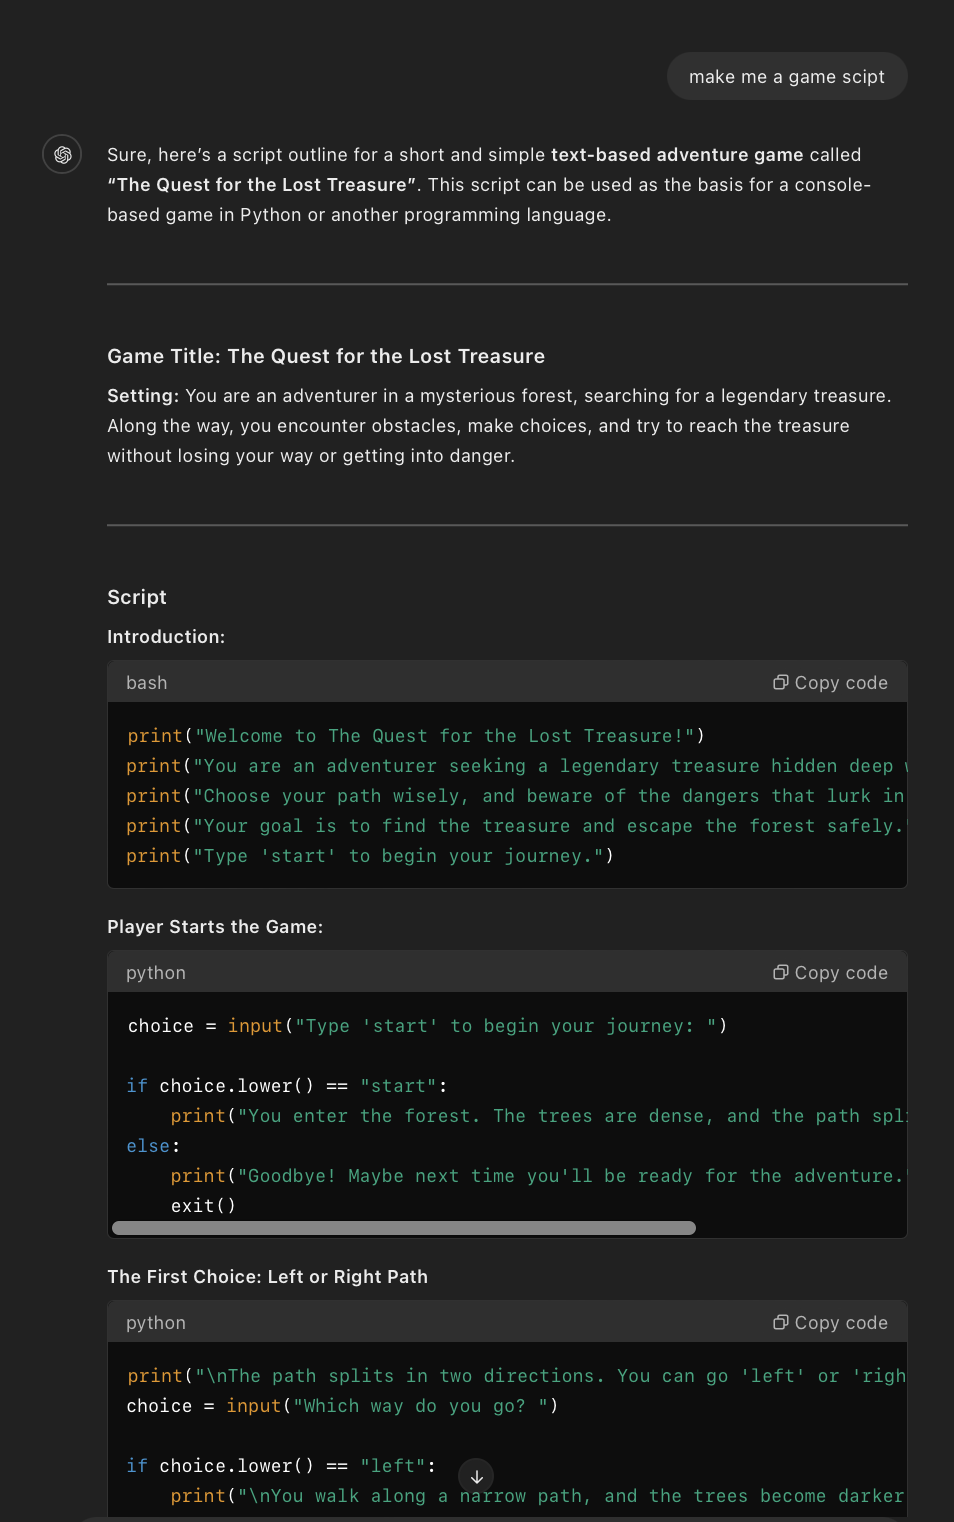 make me a game scipt
Sure, here’s a script outline for a short and simple text-based adventure game called
“The Quest for the Lost Treasure”. This script can be used as the basis for a console-
based game in Python or another programming language.
Game Title: The Quest for the Lost Treasure
Setting: You are an adventurer in a mysterious forest, searching for a legendary treasure.
Along the way, you encounter obstacles, make choices, and try to reach the treasure
without losing your way or getting into danger.
Script
Introduction:
bash Copy code
print("Welcome to The Quest for the Lost Treasure!")
print("You are an adventurer seeking a legendary treasure hidden deep
print("Choose your path wisely, and beware of the dangers that lurk in
print("Your goal is to find the treasure and escape the forest safely."
print("Type 'start' to begin your journey.")
Player Starts the Game:
python Copy code
choice = input("Type 'start' to begin your journey: ")
if choice.lower() == "start":
    print("You enter the forest. The trees are dense, and the path spl
else:
    print("Goodbye! Maybe next time you'll be ready for the adventure."
    exit()
The First Choice: Left or Right Path
python Copy code
print("\nThe path splits in two directions. You can go 'left' or 'righ
choice = input("Which way do you go? ")
if choice.lower() == "left":
    print("\nYou walk along a narrow path, and the trees become darker